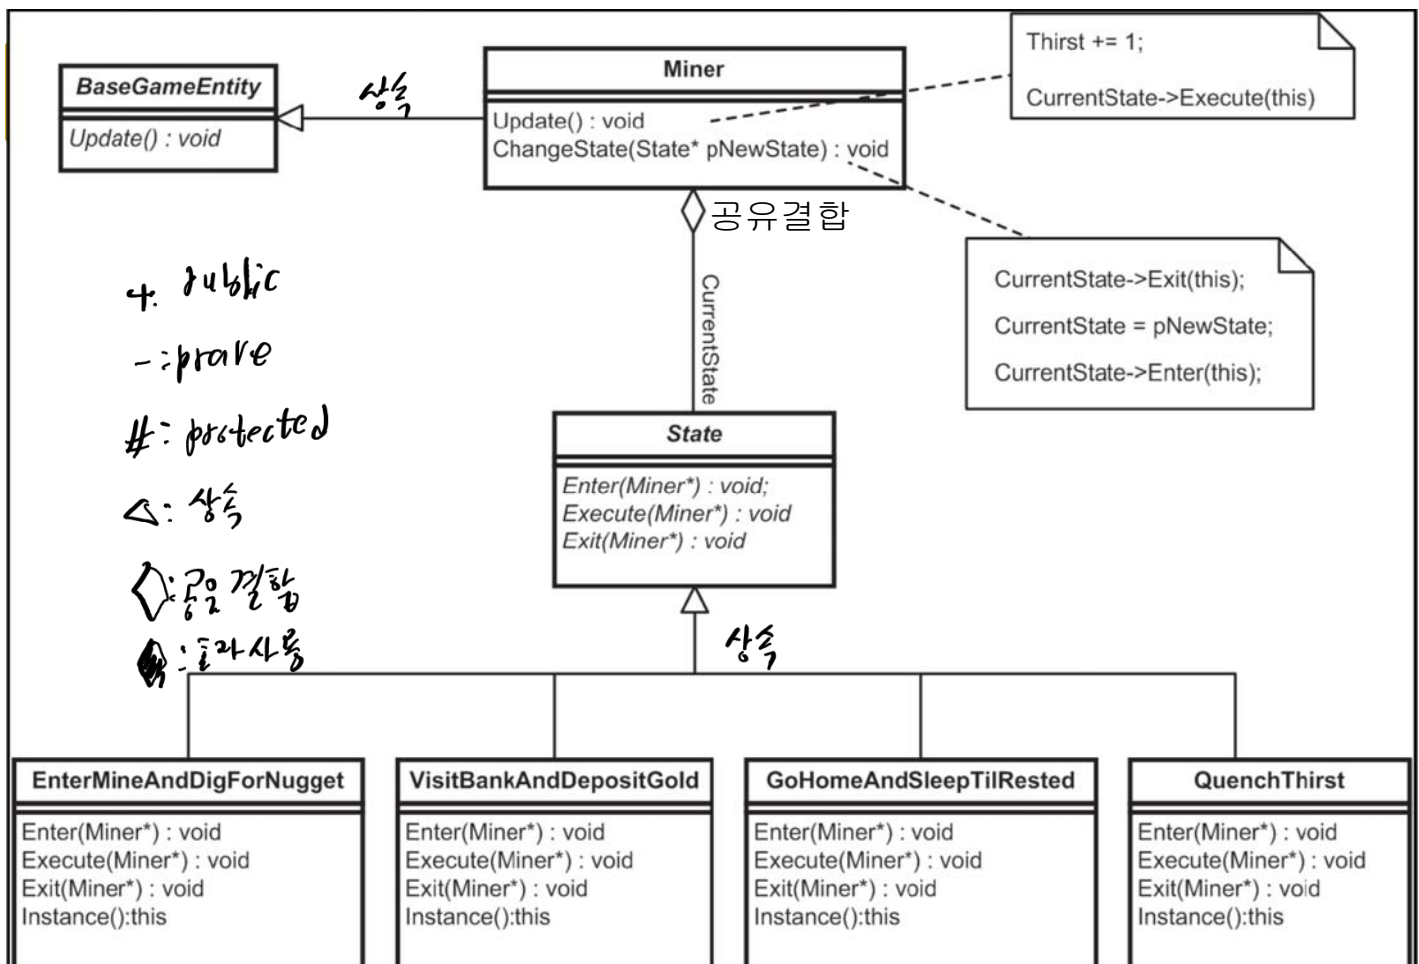 BaseGameEntity
Update() : void
상속
Miner
Update() : void
ChangeState(State* pNewState) : void
Thirst += 1;
CurrentState->Execute(this)
공유결합
CurrentState
CurrentState->Exit(this);
CurrentState = pNewState;
CurrentState->Enter(this);
+: public
-:
#: protected
: 상속
: 결합
: 효과사용
State
Enter(Miner*) : void;
Execute(Miner*) : void
Exit(Miner*) : void
상속
EnterMineAndDigForNugget
Enter(Miner*) : void
Execute(Miner*) : void
Exit(Miner*) : void
Instance():this
VisitBankAndDepositGold
Enter(Miner*) : void
Execute(Miner*) : void
Exit(Miner*) : void
Instance():this
GoHomeAndSleepTilRested
Enter(Miner*) : void
Execute(Miner*) : void
Exit(Miner*) : void
Instance():this
QuenchThirst
Enter(Miner*) : void
Execute(Miner*) : void
Exit(Miner*) : void
Instance():this